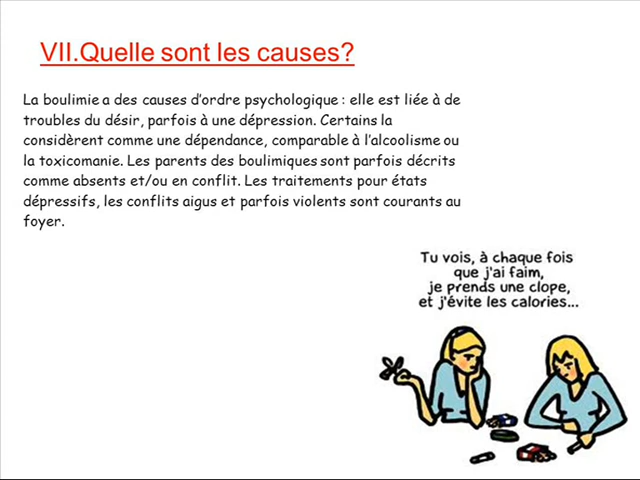 VII.Quelle sont les causes?
La boulimie a des causes d’ordre psychologique : elle est liée à de
troubles du désir, parfois à une dépression. Certains la
considèrent comme une dépendance, comparable à l’alcoolisme ou
la toxicomanie. Les parents des boulimiques sont parfois décrits
comme absents et/ou en conflit. Les traitements pour états
dépressifs, les conflits aigus et parfois violents sont courants au
foyer.
Tu vois, à chaque fois
que j'ai faim,
je prends une clope,
et j'évite les calories...